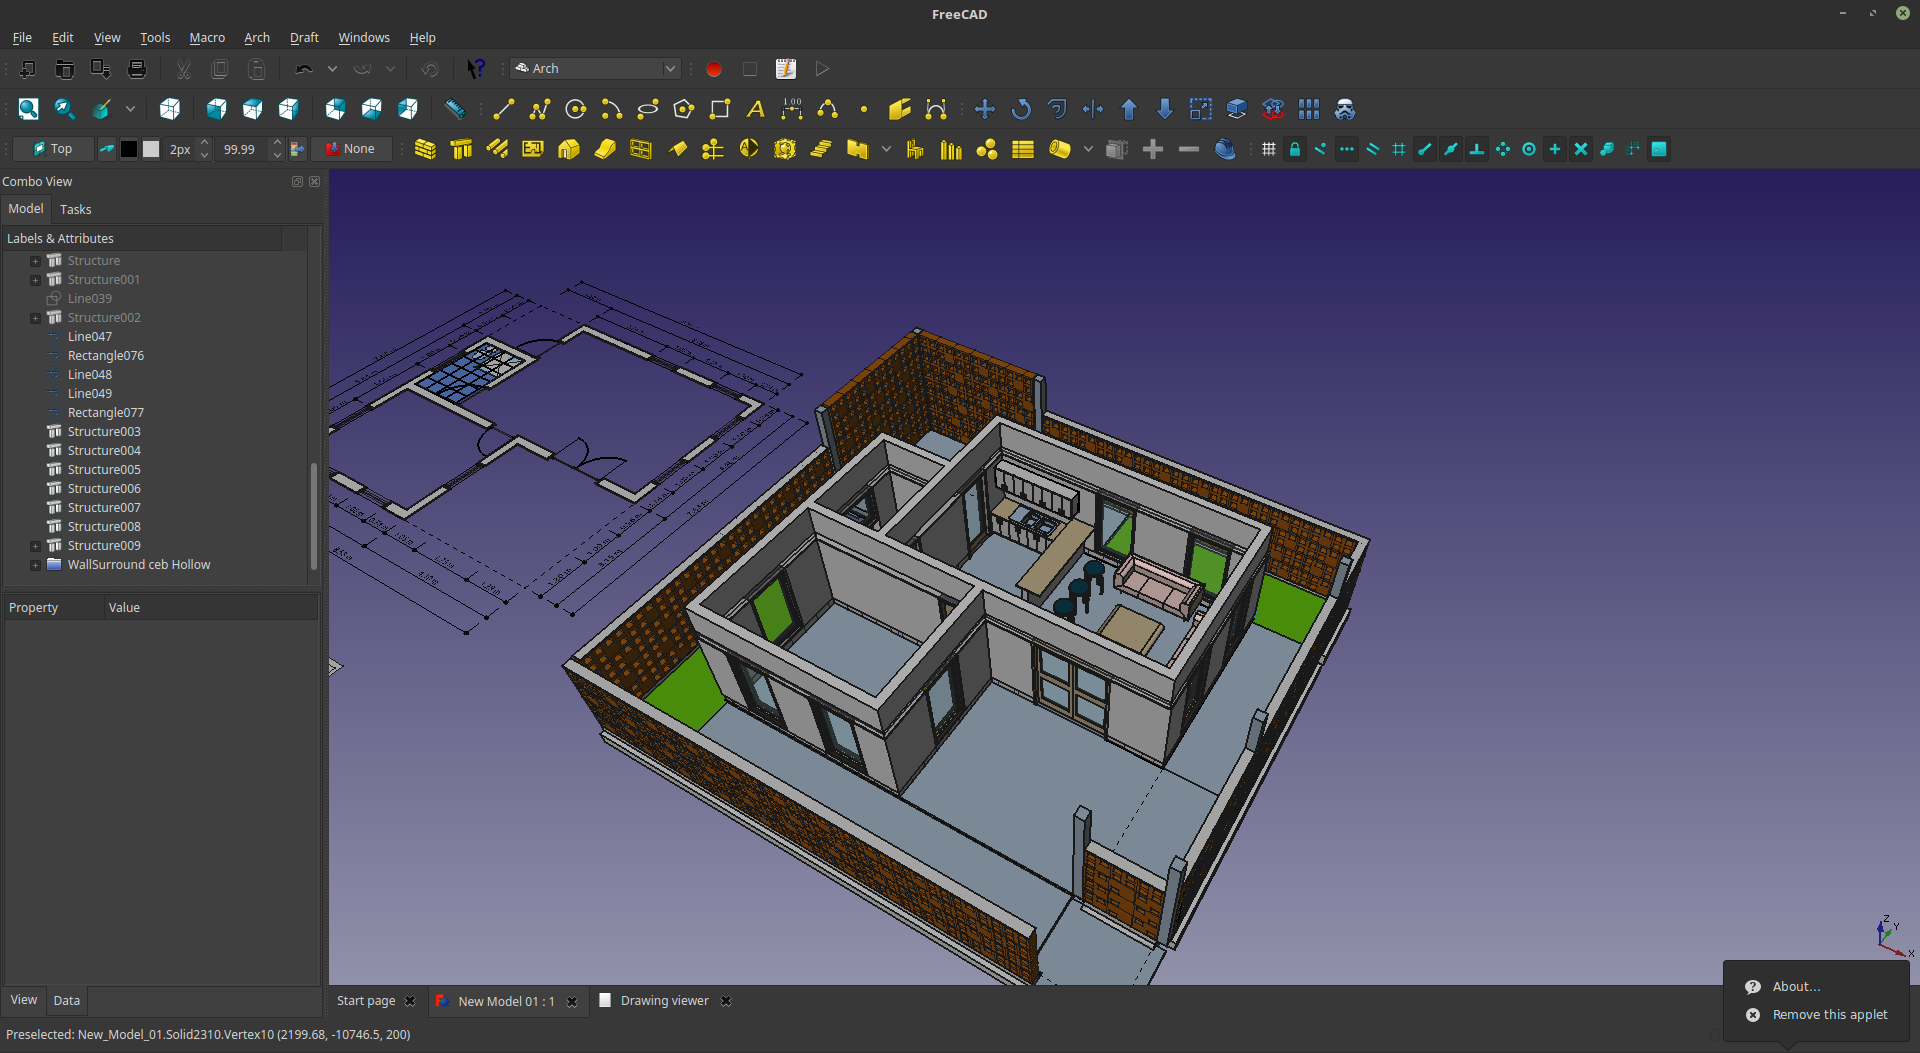 FreeCAD
File Edit View Tools Macro Arch Draft Windows Help
Arch
A 1.00
Top 2px 99.99 None
Combo View
Model Tasks
Labels & Attributes
Structure
Structure001
Line039
Structure002
Line047
Rectangle076
Line048
Line049
Rectangle077
Structure003
Structure004
Structure005
Structure006
Structure007
Structure008
Structure009
WallSurround ceb Hollow
Property Value
Z
Y
X
About...
Remove this applet
View Data
Start page New Model 01 : 1 Drawing viewer
Preselected: New_Model_01.Solid2310.Vertex10 (2199.68, -10746.5, 200)